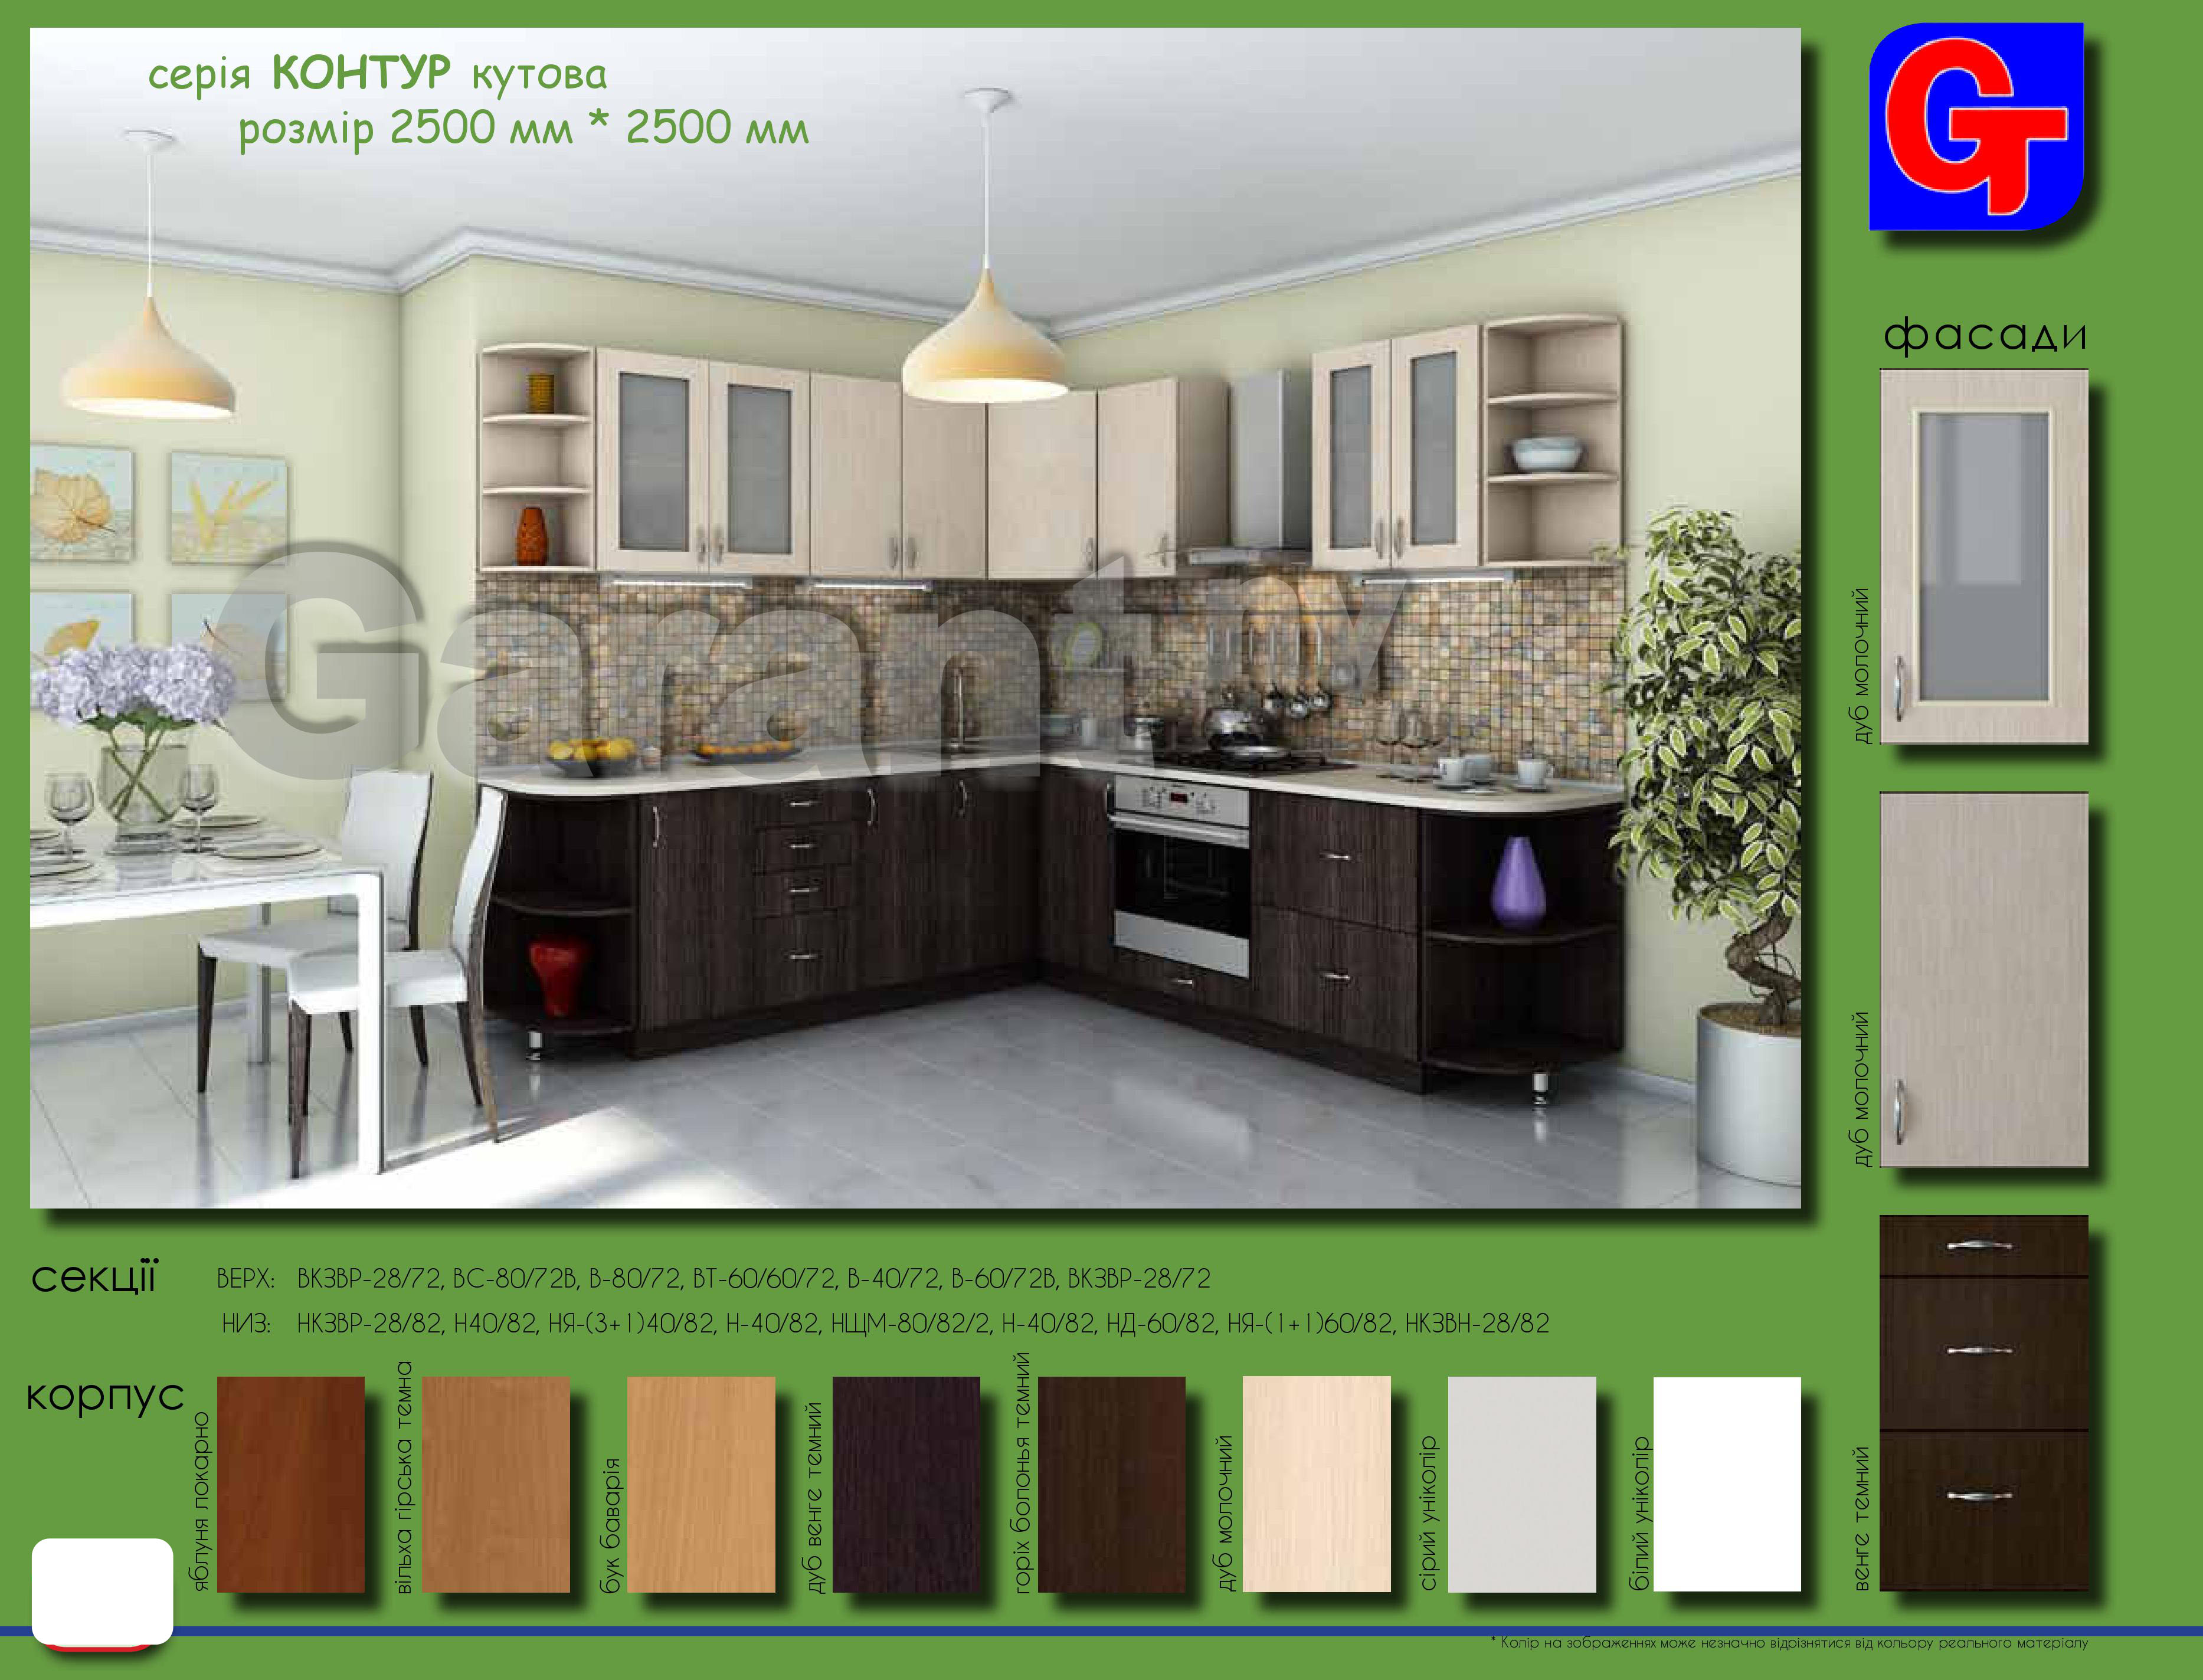 серія КОНТУР кутова
розмір 2500 мм * 2500 мм
GT
фасади
дуб молочний
дуб молочний
венге темний
Garantny
секції
ВЕРХ: ВКЗВР-28/72, ВС-80/72В, В-80/72, ВТ-60/60/72, В-40/72, В-60/72В, ВКЗВР-28/72
НИЗ: НКЗВР-28/82, Н40/82, НЯ-(3+1)40/82, Н-40/82, НЩМ-80/82/2, Н-40/82, НД-60/82, НЯ-(1+1)60/82, НКЗВН-28/82
корпус
яблуня локарно
вільха гірська темна
бук баварія
дуб венге темний
горіх болонья темний
дуб молочний
сірий уніколір
білий уніколір
* Колір на зображеннях може незначно відрізнятися від кольору реального матеріалу